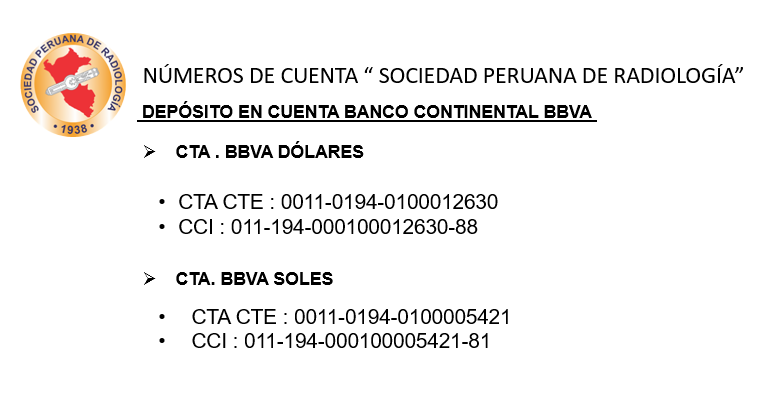 SOCIEDAD PERUANA DE RADIOLOGÍA
• 1938 •
NÚMEROS DE CUENTA “ SOCIEDAD PERUANA DE RADIOLOGÍA”
DEPÓSITO EN CUENTA BANCO CONTINENTAL BBVA
➢ CTA . BBVA DÓLARES
• CTA CTE : 0011-0194-0100012630
• CCI : 011-194-000100012630-88
➢ CTA. BBVA SOLES
• CTA CTE : 0011-0194-0100005421
• CCI : 011-194-000100005421-81